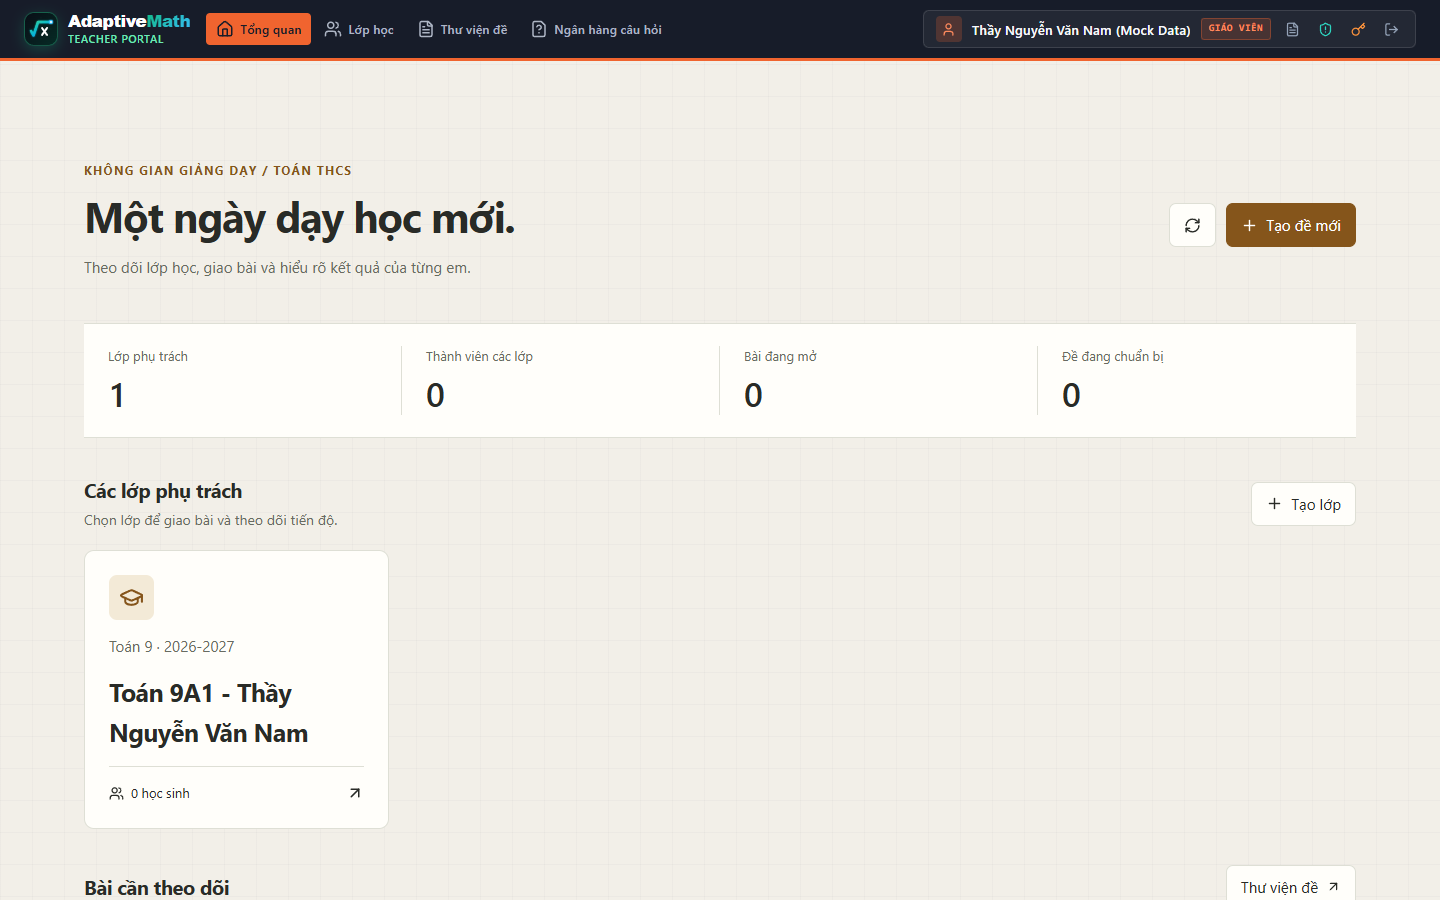 AdaptiveMath
TEACHER PORTAL
Tổng quan
Lớp học
Thư viện đề
Ngân hàng câu hỏi
Thầy Nguyễn Văn Nam (Mock Data)
GIÁO VIÊN
KHÔNG GIAN GIẢNG DẠY / TOÁN THCS
Một ngày dạy học mới.
Theo dõi lớp học, giao bài và hiểu rõ kết quả của từng em.
Tạo đề mới
Lớp phụ trách
1
Thành viên các lớp
0
Bài đang mở
0
Đề đang chuẩn bị
0
Các lớp phụ trách
Chọn lớp để giao bài và theo dõi tiến độ.
Tạo lớp
Toán 9 · 2026-2027
Toán 9A1 - Thầy
Nguyễn Văn Nam
0 học sinh
Bài cần theo dõi
Thư viện đề